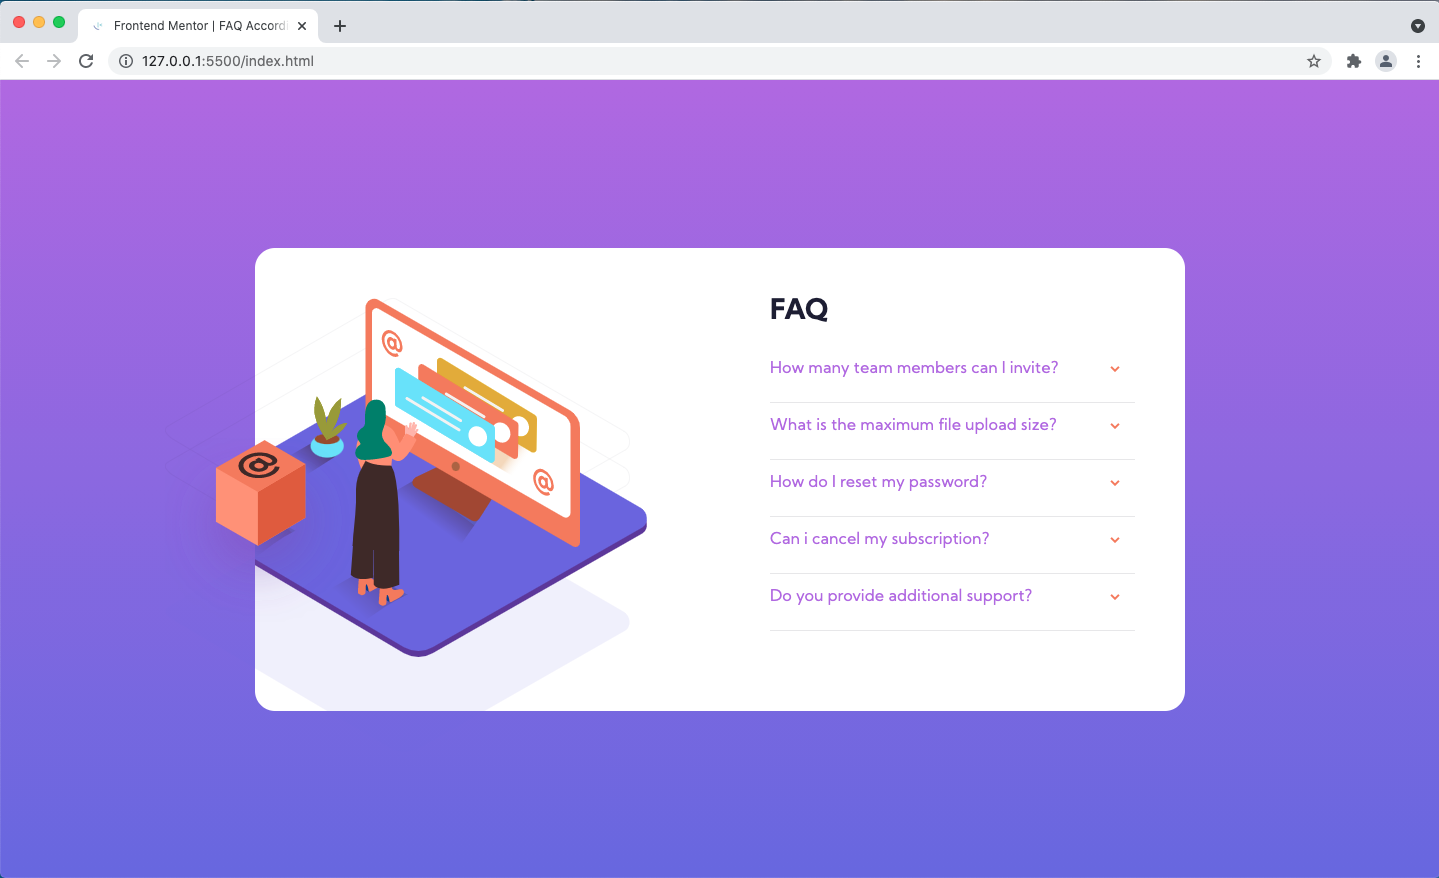 Frontend Mentor | FAQ Accordi
127.0.0.1:5500/index.html
FAQ
How many team members can I invite?
What is the maximum file upload size?
How do I reset my password?
Can i cancel my subscription?
Do you provide additional support?
@
@
@